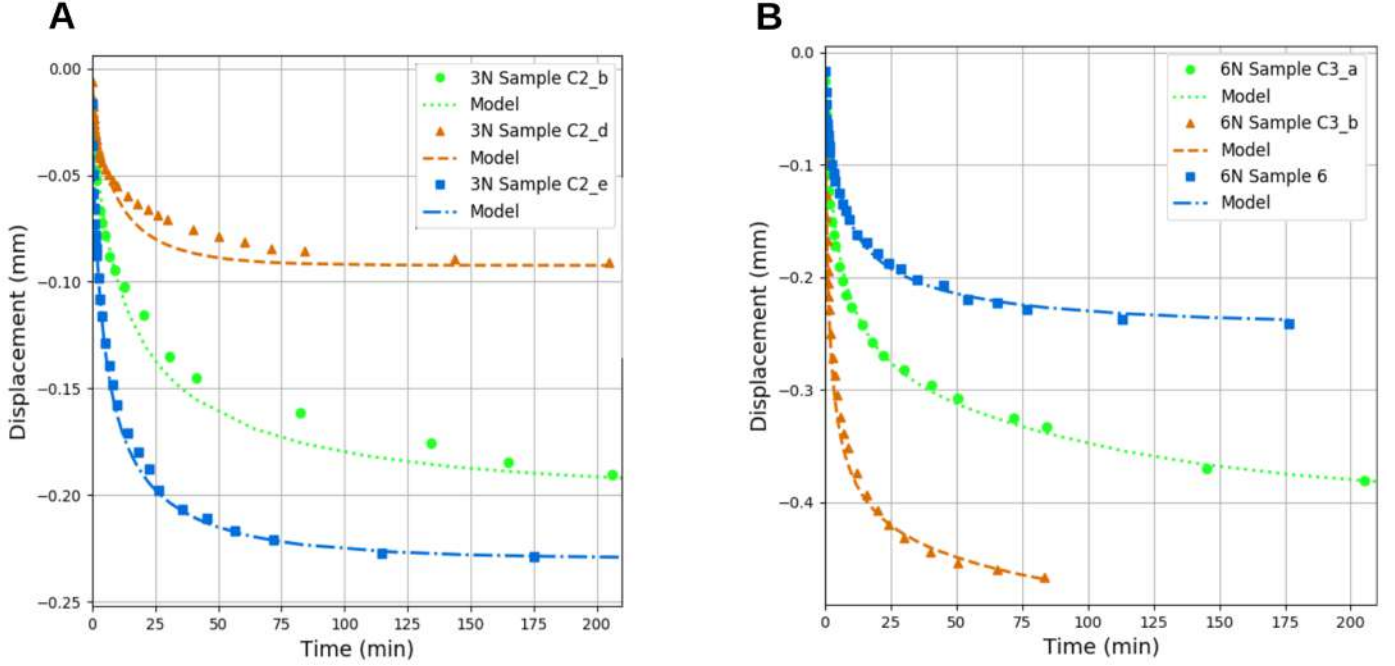 A
0.00
−0.05
−0.10
−0.15
−0.20
−0.25
Displacement (mm)
0 25 50 75 100 125 150 175 200
Time (min)
3N Sample C2_b
Model
3N Sample C2_d
Model
3N Sample C2_e
Model
B
0.0
−0.1
−0.2
−0.3
−0.4
Displacement (mm)
0 25 50 75 100 125 150 175 200
Time (min)
6N Sample C3_a
Model
6N Sample C3_b
Model
6N Sample 6
Model